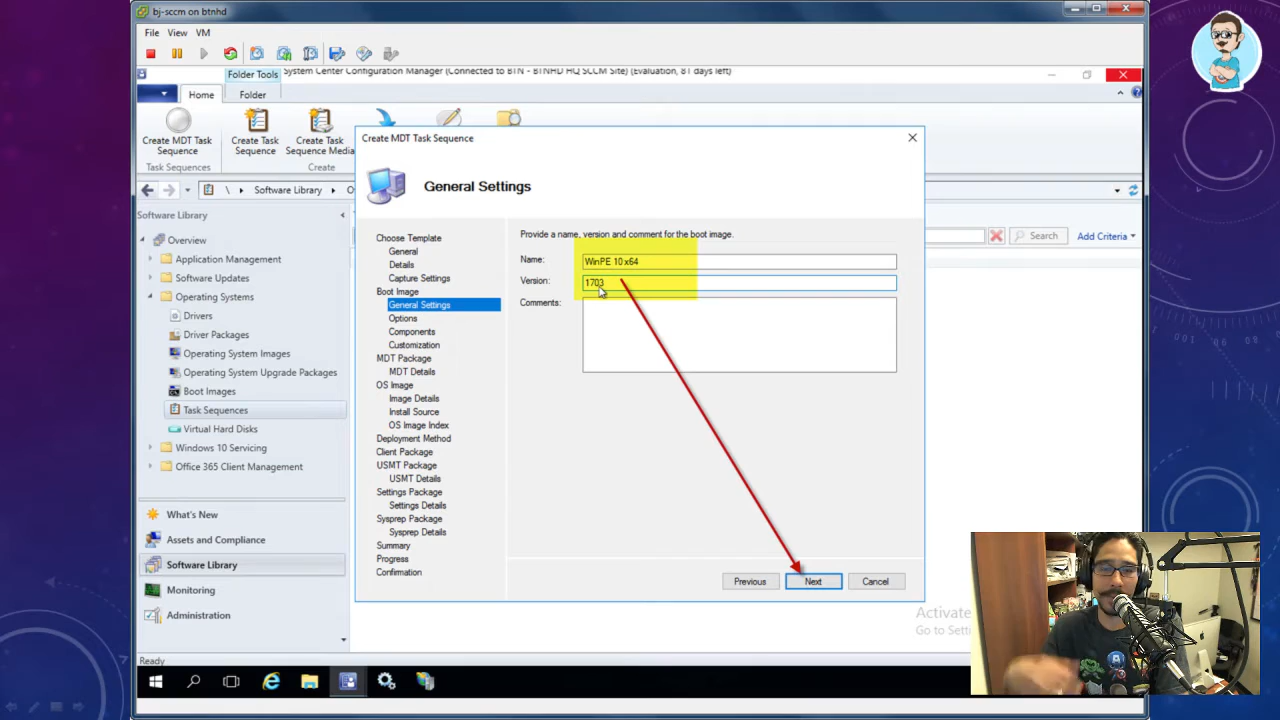 bj-sccm on btnhd
File View VM
Folder Tools System Center Configuration Manager (Connected to BTN - BTNHD HQ SCCM Site) (Evaluation, 81 days left)
Home Folder
Create MDT Task Sequence
Create Task Sequence
Create Task Sequence Media
Task Sequences
Create
\ Software Library
Search
Add Criteria
Software Library
Overview
Application Management
Software Updates
Operating Systems
Drivers
Driver Packages
Operating System Images
Operating System Upgrade Packages
Boot Images
Task Sequences
Virtual Hard Disks
Windows 10 Servicing
Office 365 Client Management
What's New
Assets and Compliance
Software Library
Monitoring
Administration
Ready
Create MDT Task Sequence
General Settings
Choose Template
General
Details
Capture Settings
Boot Image
General Settings
Options
Components
Customization
MDT Package
MDT Details
OS Image
Image Details
Install Source
OS Image Index
Deployment Method
Client Package
USMT Package
USMT Details
Settings Package
Settings Details
Sysprep Package
Sysprep Details
Summary
Progress
Confirmation
Provide a name, version and comment for the boot image.
Name: WinPE 10 x64
Version: 1703
Comments:
Previous Next Cancel
Activate
Go to
80 90 100